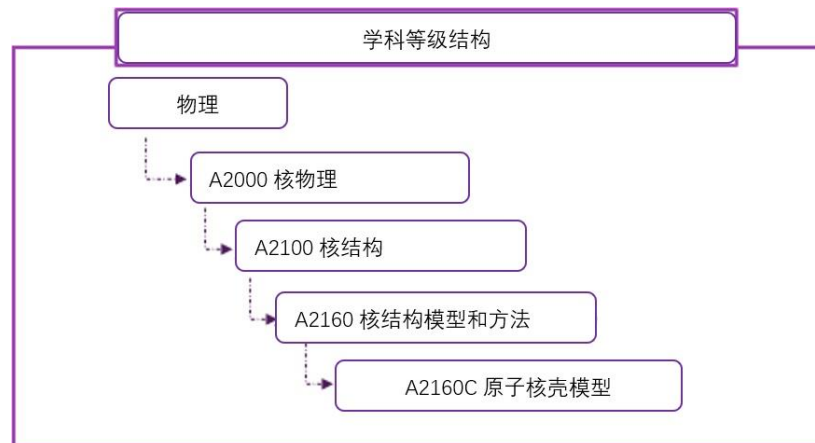 学科等级结构
物理
A2000 核物理
A2100 核结构
A2160 核结构模型和方法
A2160C 原子核壳模型